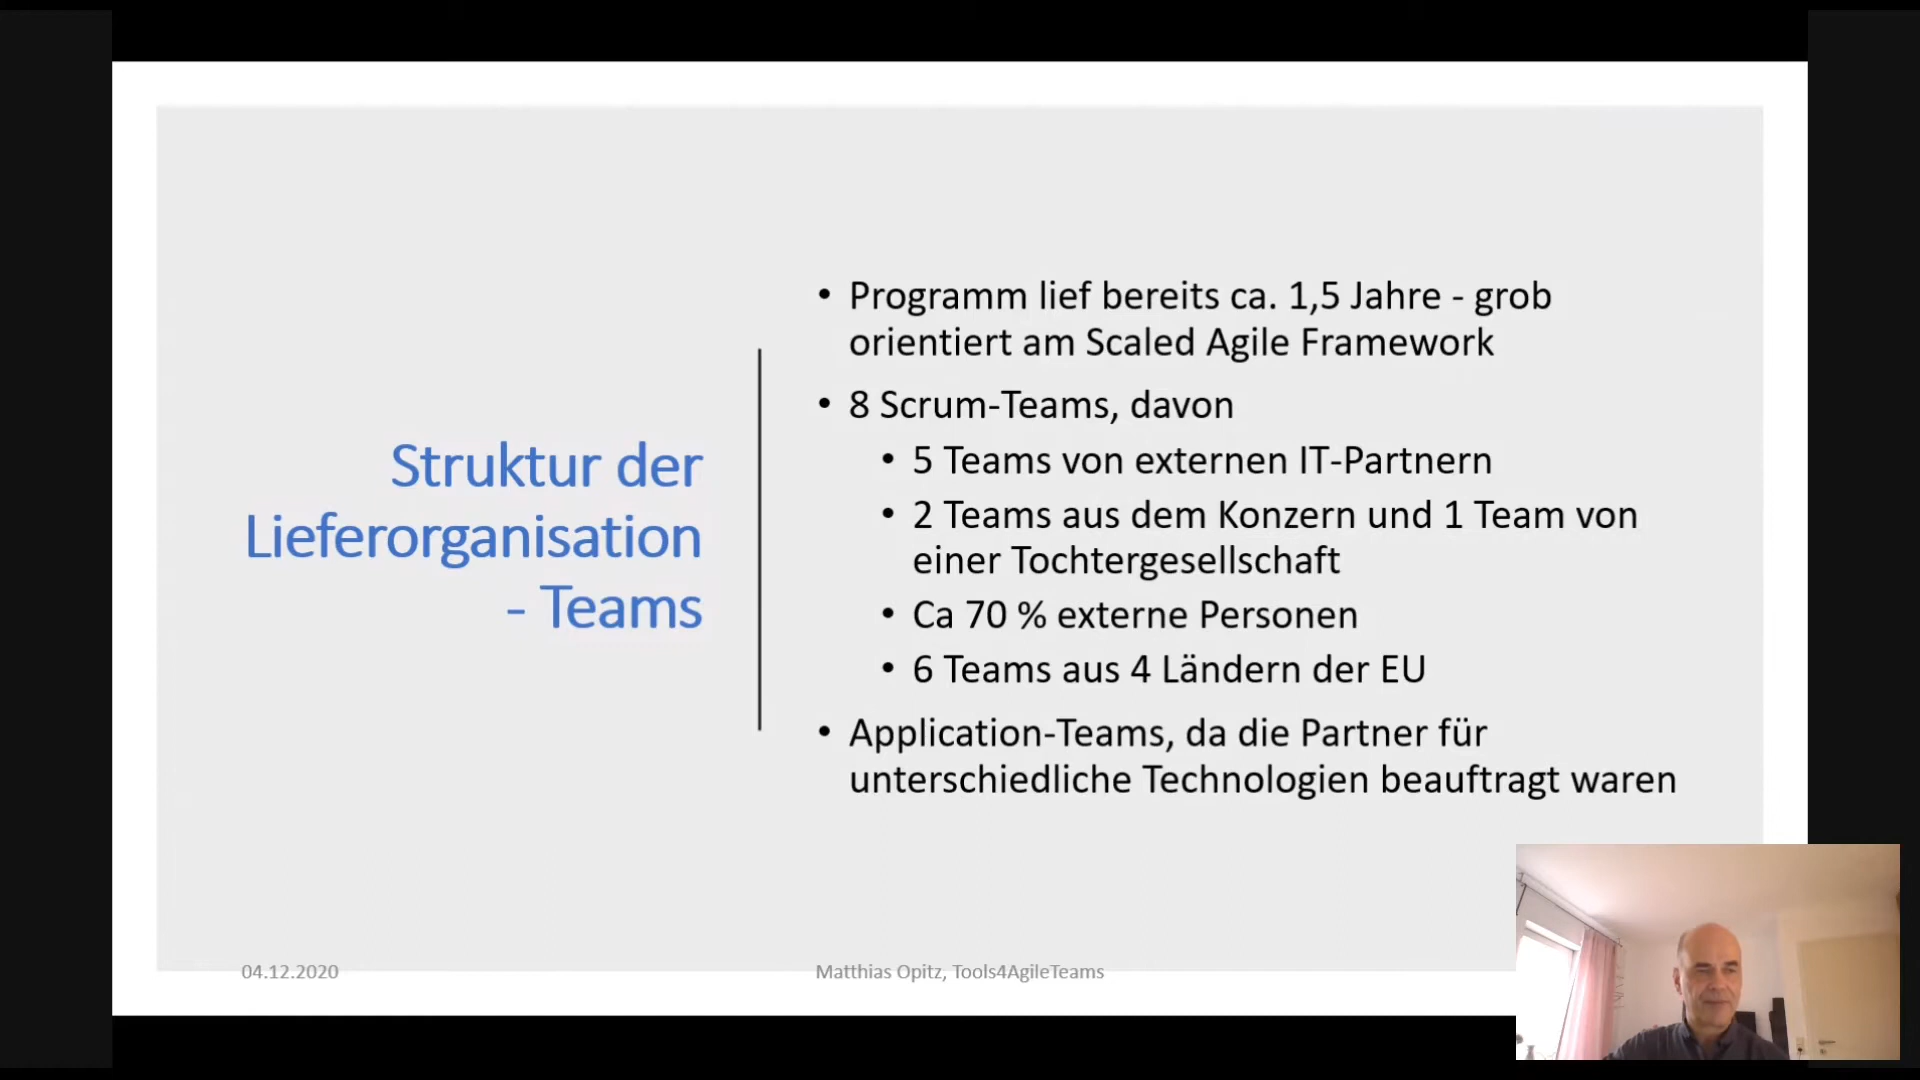 Struktur der
Lieferorganisation
- Teams
• Programm lief bereits ca. 1,5 Jahre - grob
orientiert am Scaled Agile Framework
• 8 Scrum-Teams, davon
• 5 Teams von externen IT-Partnern
• 2 Teams aus dem Konzern und 1 Team von
einer Tochtergesellschaft
• Ca 70 % externe Personen
• 6 Teams aus 4 Ländern der EU
• Application-Teams, da die Partner für
unterschiedliche Technologien beauftragt waren
04.12.2020
Matthias Opitz, Tools4AgileTeams